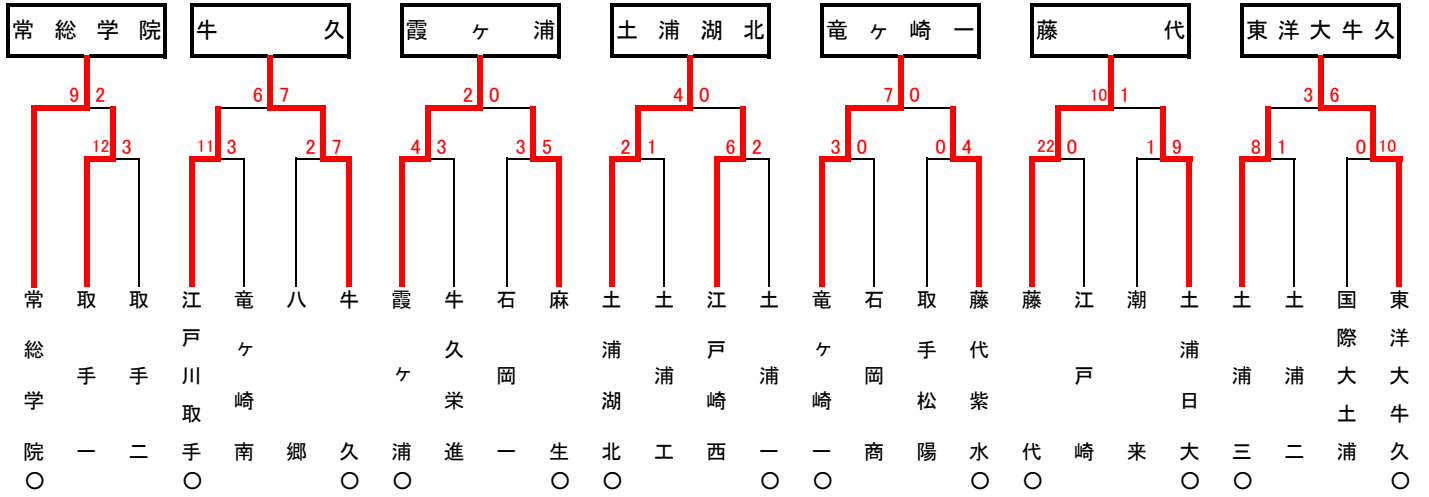 常総学院 牛久 霞ヶ浦 土浦湖北 竜ヶ崎一 藤代 東洋大牛久
9 2 6 7 2 0 4 0 7 0 10 1 3 6
12 3 11 3 2 7 4 3 3 5 2 1 6 2 3 0 0 4 22 0 1 9 8 1 0 10
常総学院
取手一
取手二
江戸川取手
竜ヶ崎南
八郷
牛久
霞ヶ浦
牛久栄進
石岡一
麻生
土浦湖北
土浦工
江戸崎西
土浦一
竜ヶ崎一
石岡商
取手松陽
藤代紫水
藤代
江戸崎
潮来
土浦日大
土浦三
土浦二
国際大土浦
東洋大牛久
○ ○ ○ ○ ○ ○ ○ ○ ○ ○ ○ ○ ○